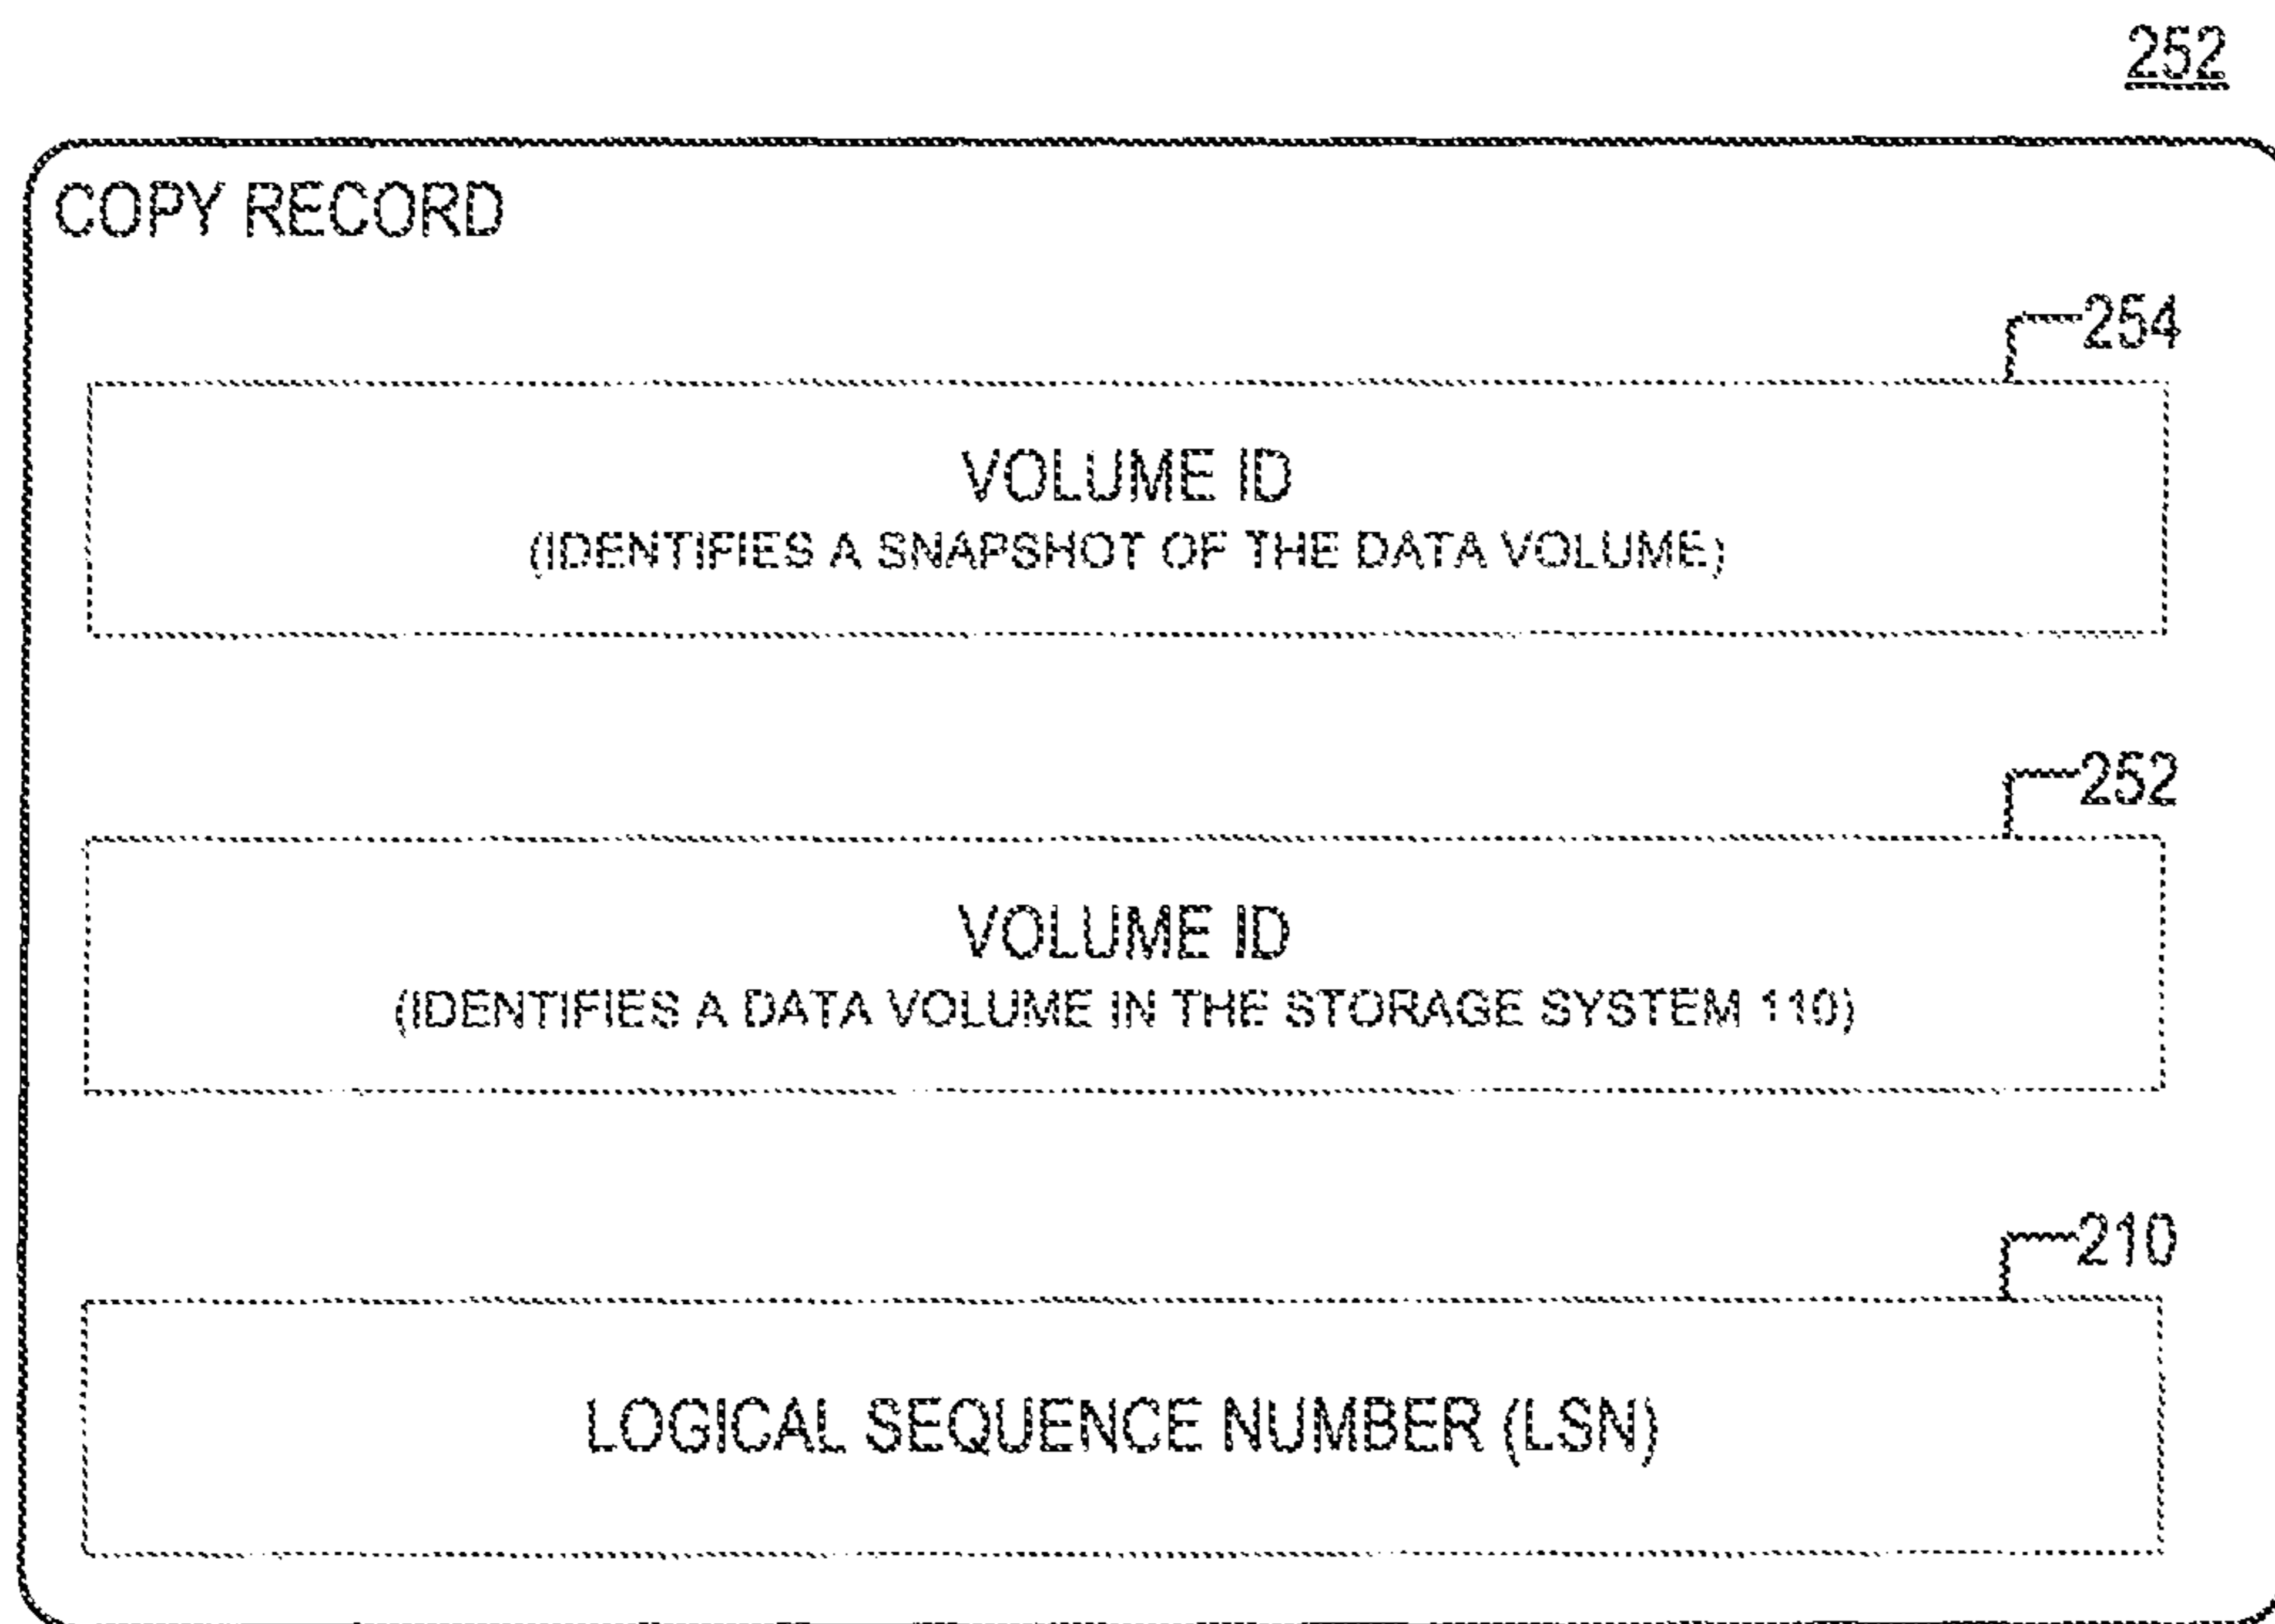 252
COPY RECORD
254
VOLUME ID
(IDENTIFIES A SNAPSHOT OF THE DATA VOLUME)
252
VOLUME ID
(IDENTIFIES A DATA VOLUME IN THE STORAGE SYSTEM 110)
210
LOGICAL SEQUENCE NUMBER (LSN)